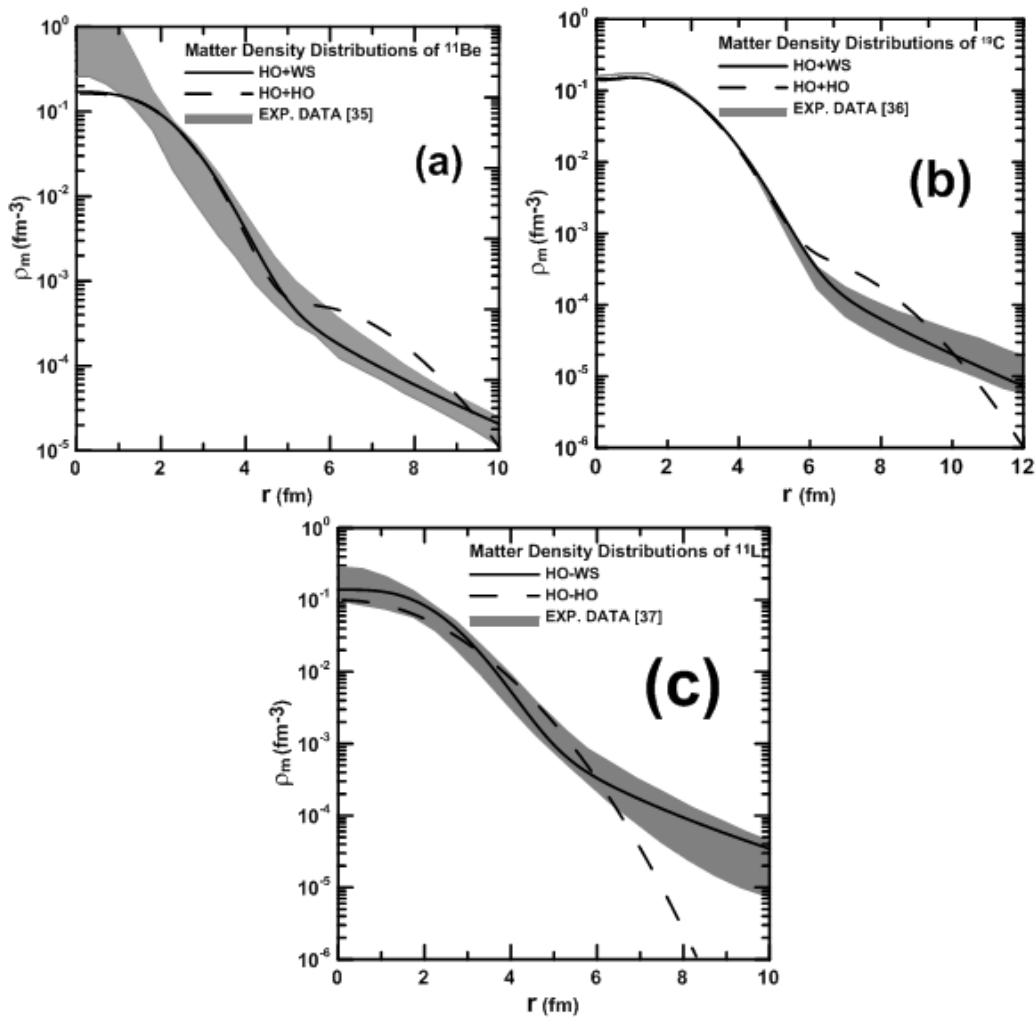 (a)
Matter Density Distributions of ¹¹Be
HO+WS
HO+HO
EXP. DATA [35]
ρm (fm-3)
10⁰
10⁻¹
10⁻²
10⁻³
10⁻⁴
10⁻⁵
0 2 4 6 8 10
r (fm)
(b)
Matter Density Distributions of ¹⁹C
HO+WS
HO+HO
EXP. DATA [36]
ρm (fm-3)
10⁰
10⁻¹
10⁻²
10⁻³
10⁻⁴
10⁻⁵
10⁻⁶
0 2 4 6 8 10 12
r (fm)
Matter Density Distributions of ¹¹L
HO-WS
HO-HO
EXP. DATA [37]
(c)
ρm (fm-3)
10⁰
10⁻¹
10⁻²
10⁻³
10⁻⁴
10⁻⁵
10⁻⁶
0 2 4 6 8 10
r (fm)